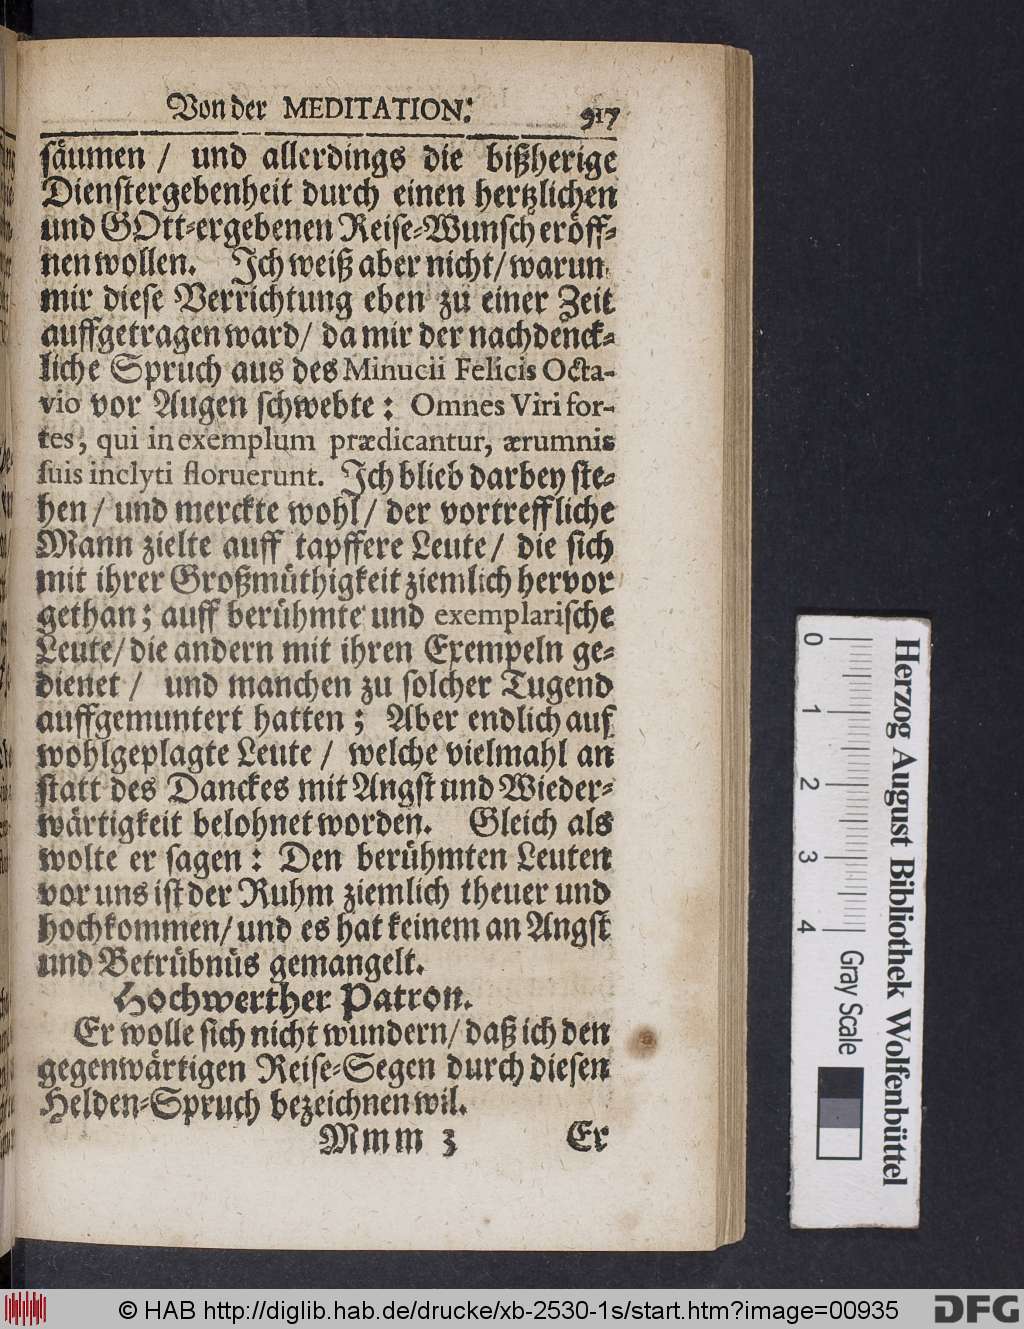 Von der MEDITATION: 917
säumen / und allerdings die bißherige
Dienstergebenheit durch einen hertzlichen
und GOtt-ergebenen Reise-Wunsch eröff-
nen wollen. Ich weiß aber nicht / warun
mir diese Verrichtung eben zu einer Zeit
auffgetragen ward / da mir der nachdenck-
liche Spruch aus des Minucii Felicis Octa-
vio vor Augen schwebte: Omnes Viri for-
tes, qui in exemplum prædicantur, ærumnis
suis inclyti floruerunt. Ich blieb darbey ste-
hen / und merckte wohl / der vortreffliche
Mann zielte auff tapffere Leute / die sich
mit ihrer Großmüthigkeit ziemlich hervor
gethan; auff berühmte und exemplarische
Leute / die andern mit ihren Exempeln ge-
dienet / und manchen zu solcher Tugend
auffgemuntert hatten; Aber endlich auf
wohlgeplagte Leute / welche vielmahl an
statt des Danckes mit Angst und Wieder-
wärtigkeit belohnet worden. Gleich als
wolte er sagen: Den berühmten Leuten
vor uns ist der Ruhm ziemlich theuer und
hochkommen / und es hat keinem an Angst
und Betrübnüs gemangelt.
Hochwerther Patron.
Er wolle sich nicht wundern / daß ich den
gegenwärtigen Reise-Segen durch diesen
Helden-Spruch bezeichnen wil.
Mmm 3 Er
0 1 2 3 4
Gray Scale
Herzog August Bibliothek Wolfenbüttel
© HAB http://diglib.hab.de/drucke/xb-2530-1s/start.htm?image=00935
DFG